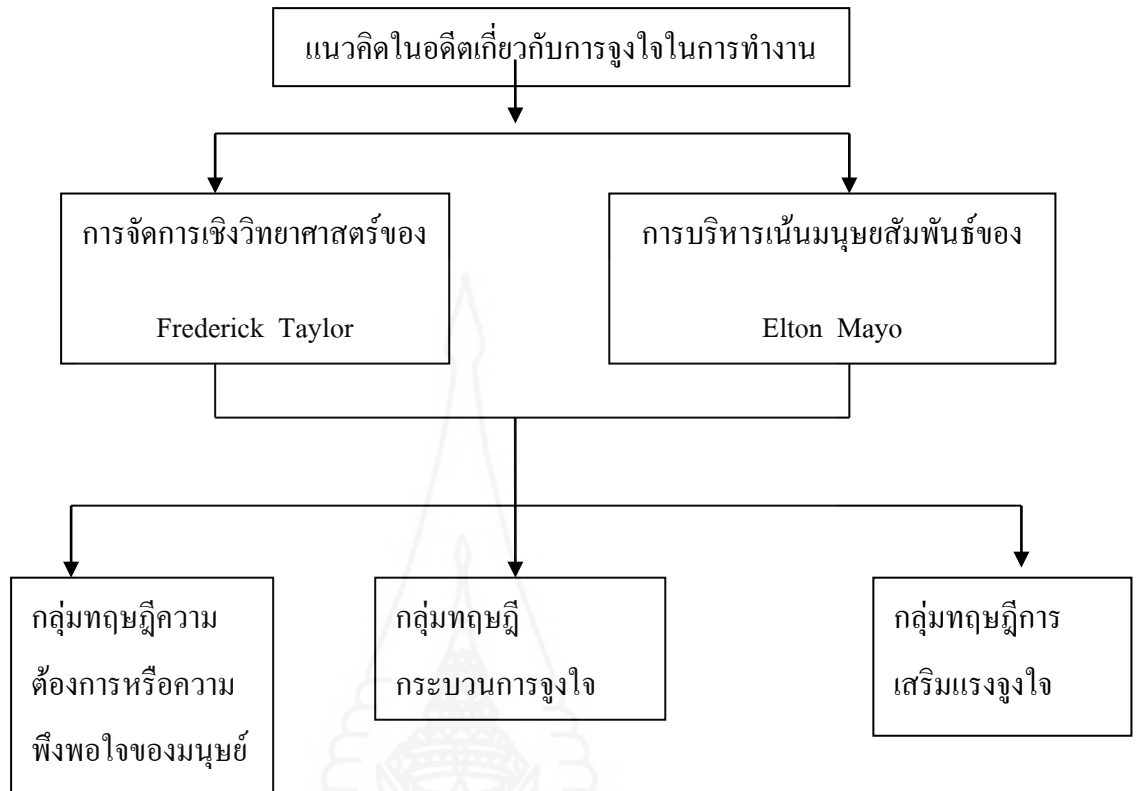 แนวคิดในอดีตเกี่ยวกับการจูงใจในการทำงาน
การจัดการเชิงวิทยาศาสตร์ของ
Frederick Taylor
การบริหารเน้นมนุษยสัมพันธ์ของ
Elton Mayo
กลุ่มทฤษฎีความ
ต้องการหรือความ
พึงพอใจของมนุษย์
กลุ่มทฤษฎี
กระบวนการจูงใจ
กลุ่มทฤษฎีการ
เสริมแรงจูงใจ